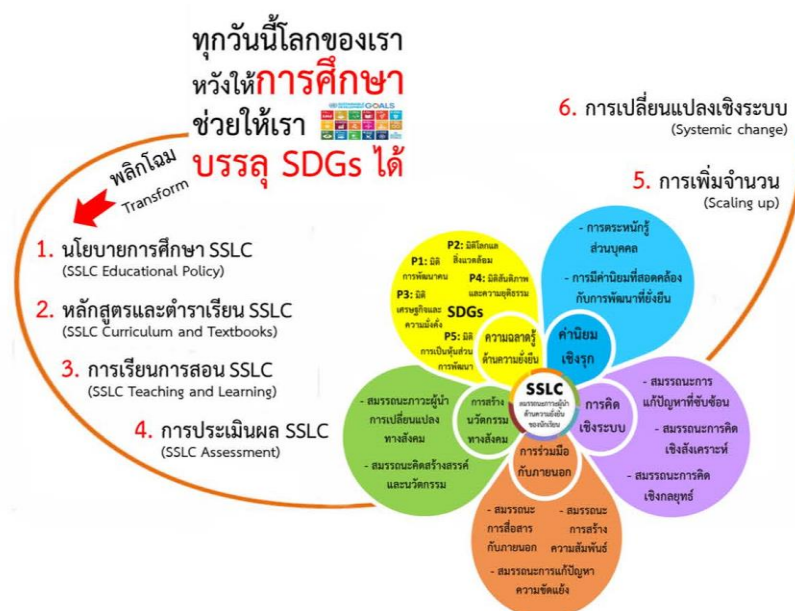 ทุกวันนี้โลกของเรา
หวังให้การศึกษา
ช่วยให้เรา
GOALS
บรรลุ SDGs ได้
พลิกโฉม
Transform
1. นโยบายการศึกษา SSLC
(SSLC Educational Policy)
2. หลักสูตรและตำราเรียน SSLC
(SSLC Curriculum and Textbooks)
3. การเรียนการสอน SSLC
(SSLC Teaching and Learning)
4. การประเมินผล SSLC
(SSLC Assessment)
6. การเปลี่ยนแปลงเชิงระบบ
(Systemic change)
5. การเพิ่มจำนวน
(Scaling up)
P1: มิติ
การพัฒนาคน
P2: มิติโลกและ
สิ่งแวดล้อม
P3: มิติ
เศรษฐกิจและ
ความมั่งคั่ง
P4: มิติสันติภาพ
และความยุติธรรม
SDGs
P5: มิติ
การเป็นหุ้นส่วน
การพัฒนา
ความฉลาดรู้
ด้านความยั่งยืน
- การตระหนักรู้
ส่วนบุคคล
- การมีค่านิยมที่สอดคล้อง
กับการพัฒนาที่ยั่งยืน
ค่านิยม
เชิงรุก
SSLC
สมรรถนะภาวะผู้นำ
ด้านความยั่งยืน
ของนักเรียน
การคิด
เชิงระบบ
- สมรรถนะการ
แก้ปัญหาที่ซับซ้อน
- สมรรถนะการคิด
เชิงสังเคราะห์
- สมรรถนะการคิด
เชิงกลยุทธ์
การร่วมมือ
กับภายนอก
- สมรรถนะ
การสื่อสาร
กับภายนอก
- สมรรถนะ
การสร้าง
ความสัมพันธ์
- สมรรถนะการแก้ปัญหา
ความขัดแย้ง
การสร้าง
นวัตกรรม
ทางสังคม
- สมรรถนะภาวะผู้นำ
การเปลี่ยนแปลง
ทางสังคม
- สมรรถนะคิดสร้างสรรค์
และนวัตกรรม